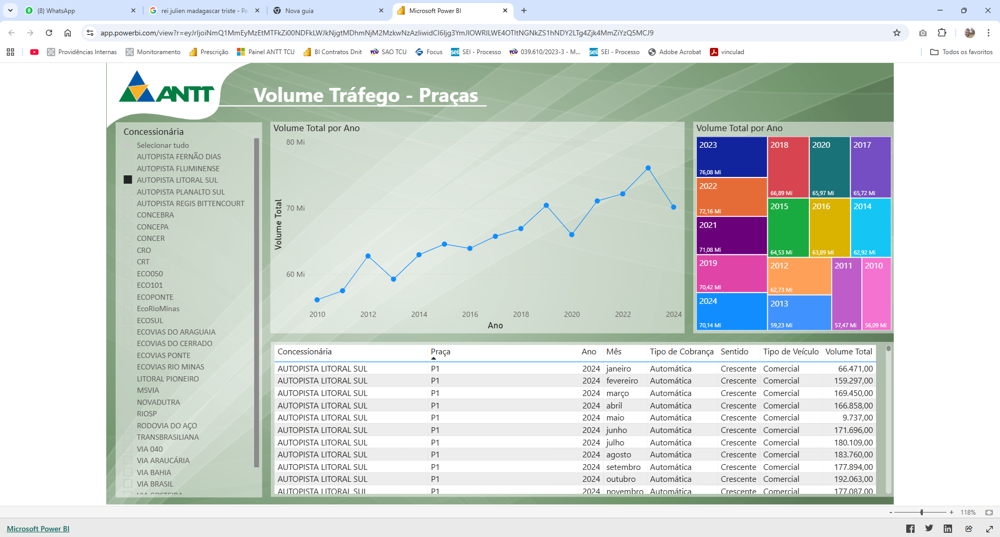 (8) WhatsApp
rei julien madagascar triste - Pe
Nova guia
Microsoft Power BI
app.powerbi.com/view?r=eyJrIjoiNmQ1MmEyMzEtMTFkZi00NDFkLWJkNjgtMDhmNjM2MzkwNzAzIiwidCI6Ijg3YmJlOWRlLWE4OTItNGNkZS1hNDY2LTg4Zjk4MmZiYzQ5MCJ9
Providências Internas
Monitoramento
Prescrição
Painel ANTT TCU
BI Contratos Dnit
SAO TCU
Focus
SEI - Processo
039.610/2023-3 - M...
SEI - Processo
Adobe Acrobat
vinculad
Todos os favoritos
ANTT
Volume Tráfego - Praças
Concessionária
Selecionar tudo
AUTOPISTA FERNÃO DIAS
AUTOPISTA FLUMINENSE
AUTOPISTA LITORAL SUL
AUTOPISTA PLANALTO SUL
AUTOPISTA REGIS BITTENCOURT
CONCEBRA
CONCEPA
CONCER
CRO
CRT
ECO050
ECO101
ECOPONTE
EcoRioMinas
ECOSUL
ECOVIAS DO ARAGUAIA
ECOVIAS DO CERRADO
ECOVIAS PONTE
ECOVIAS RIO MINAS
LITORAL PIONEIRO
MSVIA
NOVADUTRA
RIOSP
RODOVIA DO AÇO
TRANSBRASILIANA
VIA 040
VIA ARAUCÁRIA
VIA BAHIA
VIA BRASIL
VIA COSTEIRA
Volume Total por Ano
80 Mi
70 Mi
60 Mi
Volume Total
2010 2012 2014 2016 2018 2020 2022 2024
Ano
Volume Total por Ano
2023
76,08 Mi
2022
72,16 Mi
2021
71,08 Mi
2019
70,42 Mi
2024
70,14 Mi
2018
66,89 Mi
2020
65,97 Mi
2017
65,72 Mi
2015
64,53 Mi
2016
63,89 Mi
2014
62,92 Mi
2012
62,73 Mi
2013
59,23 Mi
2011
57,47 Mi
2010
56,09 Mi
Concessionária Praça Ano Mês Tipo de Cobrança Sentido Tipo de Veículo Volume Total
AUTOPISTA LITORAL SUL P1 2024 janeiro Automática Crescente Comercial 66.471,00
AUTOPISTA LITORAL SUL P1 2024 fevereiro Automática Crescente Comercial 159.297,00
AUTOPISTA LITORAL SUL P1 2024 março Automática Crescente Comercial 169.450,00
AUTOPISTA LITORAL SUL P1 2024 abril Automática Crescente Comercial 166.858,00
AUTOPISTA LITORAL SUL P1 2024 maio Automática Crescente Comercial 9.737,00
AUTOPISTA LITORAL SUL P1 2024 junho Automática Crescente Comercial 171.696,00
AUTOPISTA LITORAL SUL P1 2024 julho Automática Crescente Comercial 180.109,00
AUTOPISTA LITORAL SUL P1 2024 agosto Automática Crescente Comercial 183.760,00
AUTOPISTA LITORAL SUL P1 2024 setembro Automática Crescente Comercial 177.894,00
AUTOPISTA LITORAL SUL P1 2024 outubro Automática Crescente Comercial 192.063,00
AUTOPISTA LITORAL SUL P1 2024 novembro Automática Crescente Comercial 177.087,00
- + 118%
Microsoft Power BI